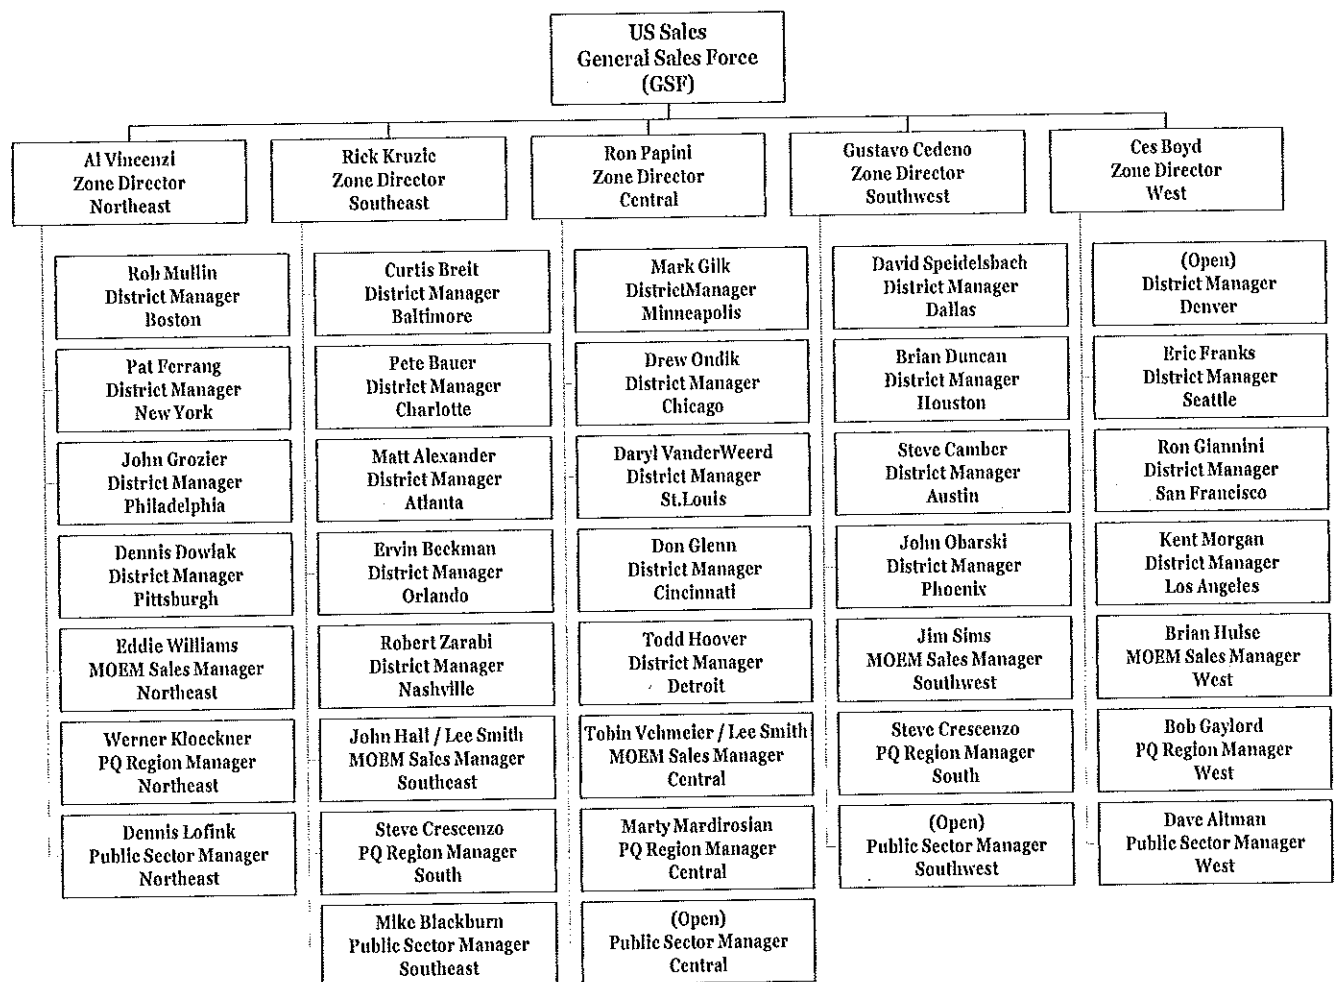 US Sales
General Sales Force
(GSF)
Al Vincenzi
Zone Director
Northeast
Rob Mullin
District Manager
Boston
Pat Ferrang
District Manager
New York
John Grozier
District Manager
Philadelphia
Dennis Dowiak
District Manager
Pittsburgh
Eddie Williams
MOEM Sales Manager
Northeast
Werner Kloeckner
PQ Region Manager
Northeast
Dennis Lofink
Public Sector Manager
Northeast
Rick Kruzic
Zone Director
Southeast
Curtis Breit
District Manager
Baltimore
Pete Bauer
District Manager
Charlotte
Matt Alexander
District Manager
Atlanta
Ervin Beckman
District Manager
Orlando
Robert Zarabi
District Manager
Nashville
John Hall / Lee Smith
MOEM Sales Manager
Southeast
Steve Crescenzo
PQ Region Manager
South
Mike Blackburn
Public Sector Manager
Southeast
Ron Papini
Zone Director
Central
Mark Gilk
DistrictManager
Minneapolis
Drew Ondik
District Manager
Chicago
Daryl VanderWeerd
District Manager
St.Louis
Don Glenn
District Manager
Cincinnati
Todd Hoover
District Manager
Detroit
Tobin Vehmeier / Lee Smith
MOEM Sales Manager
Central
Marty Mardirosian
PQ Region Manager
Central
(Open)
Public Sector Manager
Central
Gustavo Cedeno
Zone Director
Southwest
David Speidelsbach
District Manager
Dallas
Brian Duncan
District Manager
Houston
Steve Camber
District Manager
Austin
John Obarski
District Manager
Phoenix
Jim Sims
MOEM Sales Manager
Southwest
Steve Crescenzo
PQ Region Manager
South
(Open)
Public Sector Manager
Southwest
Ces Boyd
Zone Director
West
(Open)
District Manager
Denver
Eric Franks
District Manager
Seattle
Ron Giannini
District Manager
San Francisco
Kent Morgan
District Manager
Los Angeles
Brian Hulse
MOEM Sales Manager
West
Bob Gaylord
PQ Region Manager
West
Dave Altman
Public Sector Manager
West